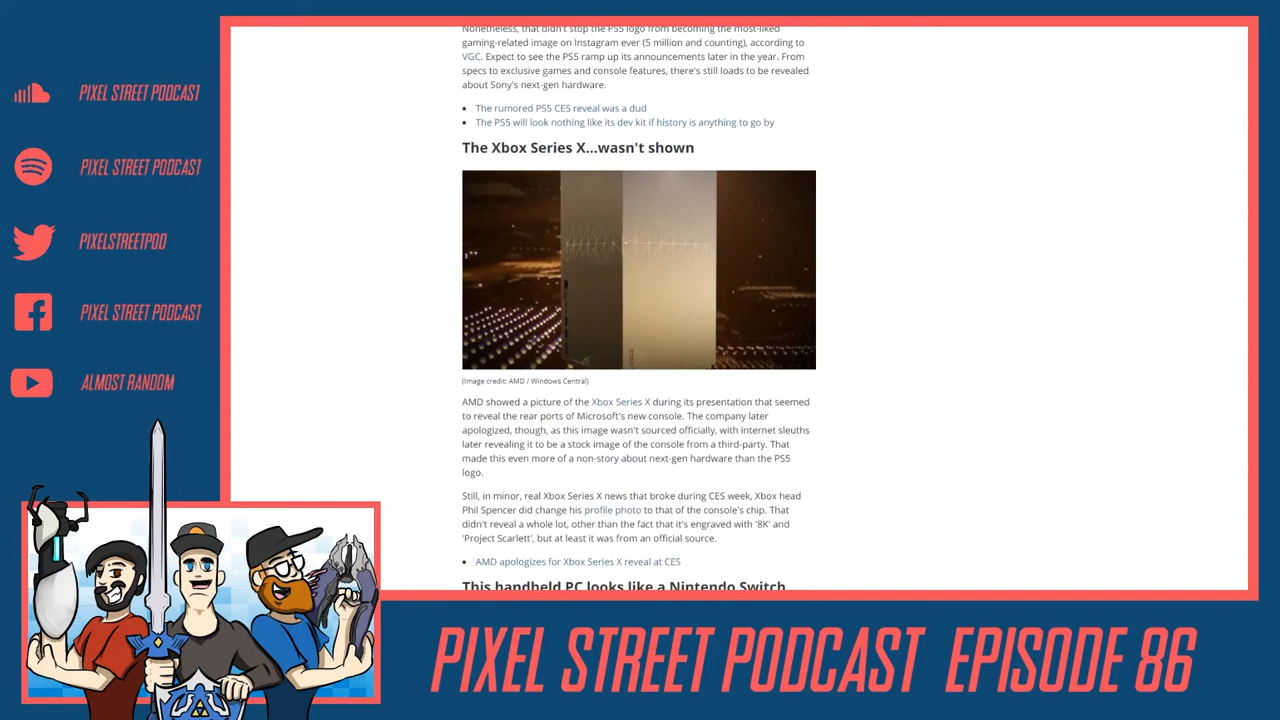 PIXEL STREET PODCAST
PIXEL STREET PODCAST
PIXELSTREETPOD
PIXEL STREET PODCAST
ALMOST RANDOM
Nonetheless, that didn't stop the PS5 logo from becoming the most-liked
gaming-related image on Instagram ever (5 million and counting), according to
VGC. Expect to see the PS5 ramp up its announcements later in the year. From
specs to exclusive games and console features, there's still loads to be revealed
about Sony's next-gen hardware.
• The rumored PS5 CES reveal was a dud
• The PS5 will look nothing like its dev kit if history is anything to go by
The Xbox Series X...wasn't shown
XBOX
(Image credit: AMD / Windows Central)
AMD showed a picture of the Xbox Series X during its presentation that seemed
to reveal the rear ports of Microsoft's new console. The company later
apologized, though, as this image wasn't sourced officially, with internet sleuths
later revealing it to be a stock image of the console from a third-party. That
made this even more of a non-story about next-gen hardware than the PS5
logo.
Still, in minor, real Xbox Series X news that broke during CES week, Xbox head
Phil Spencer did change his profile photo to that of the console's chip. That
didn't reveal a whole lot, other than the fact that it's engraved with '8K' and
'Project Scarlett', but at least it was from an official source.
• AMD apologizes for Xbox Series X reveal at CES
This handheld PC looks like a Nintendo Switch
PIXEL STREET PODCAST EPISODE 86